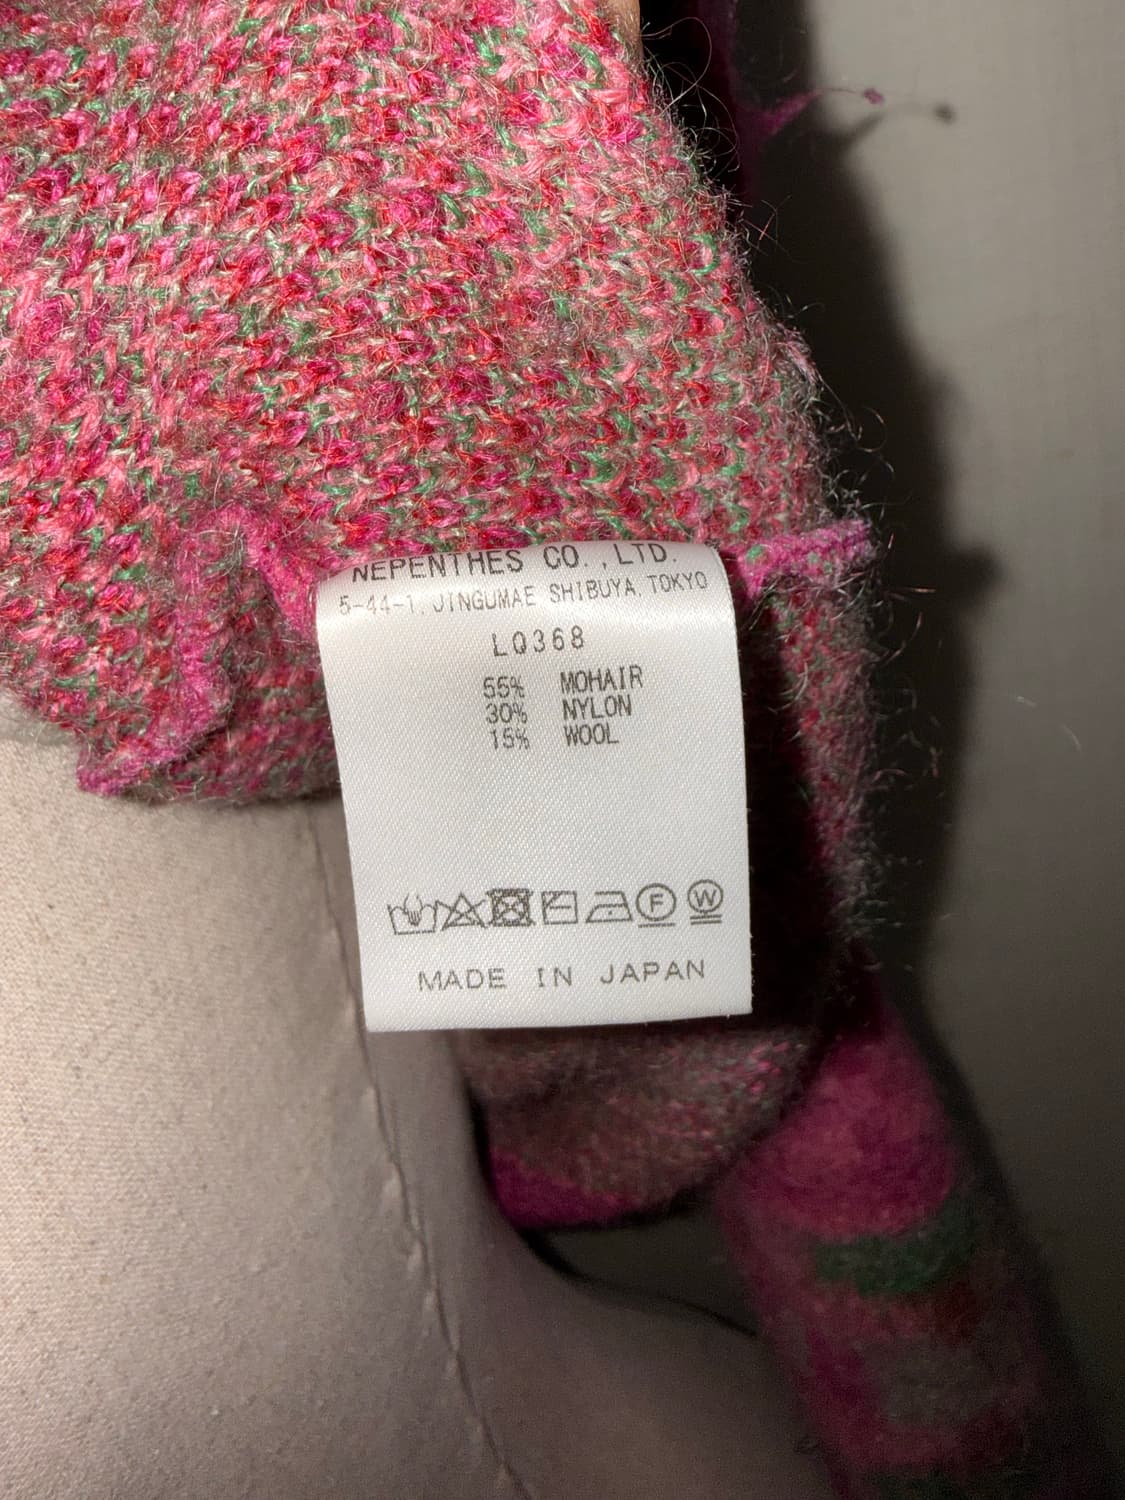 NEPENTHES CO.,LTD.
5-44-1, JINGUMAE SHIBUYA, TOKYO
LQ368
55% MOHAIR
30% NYLON
15% WOOL
F W
MADE IN JAPAN